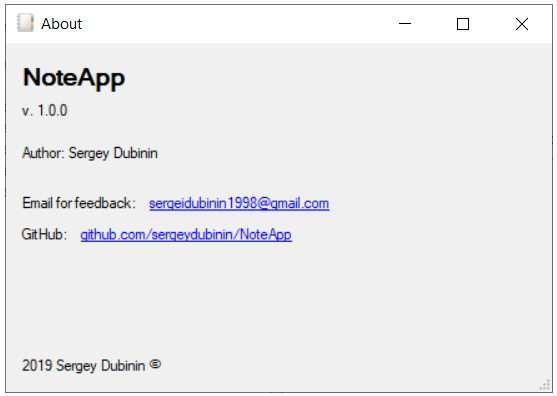 About
NoteApp
v. 1.0.0
Author: Sergey Dubinin
Email for feedback: sergeidubinin1998@gmail.com
GitHub: github.com/sergeydubinin/NoteApp
2019 Sergey Dubinin ©